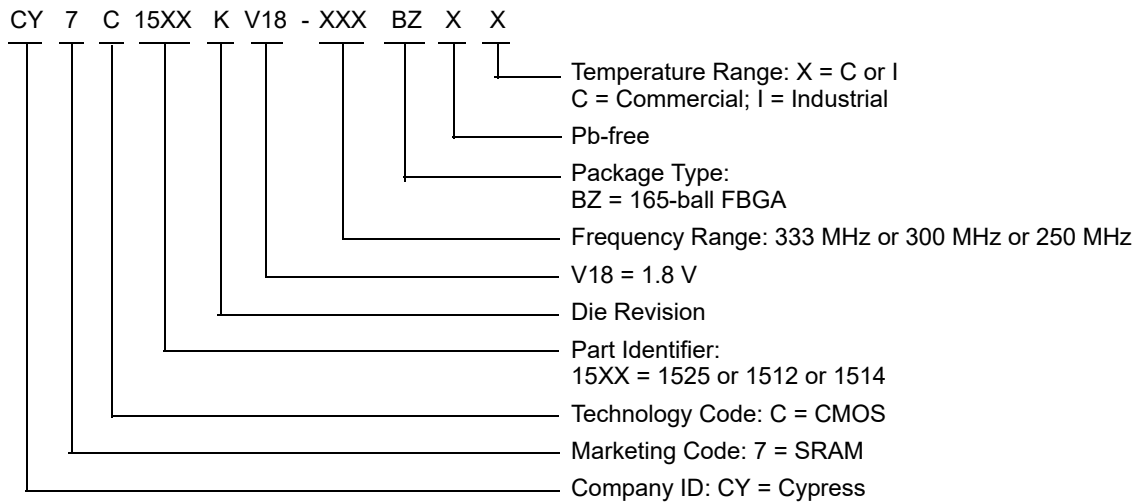 CY 7 C 15XX K V18 - XXX BZ X X
Temperature Range: X = C or I
C = Commercial; I = Industrial
Pb-free
Package Type:
BZ = 165-ball FBGA
Frequency Range: 333 MHz or 300 MHz or 250 MHz
V18 = 1.8 V
Die Revision
Part Identifier:
15XX = 1525 or 1512 or 1514
Technology Code: C = CMOS
Marketing Code: 7 = SRAM
Company ID: CY = Cypress